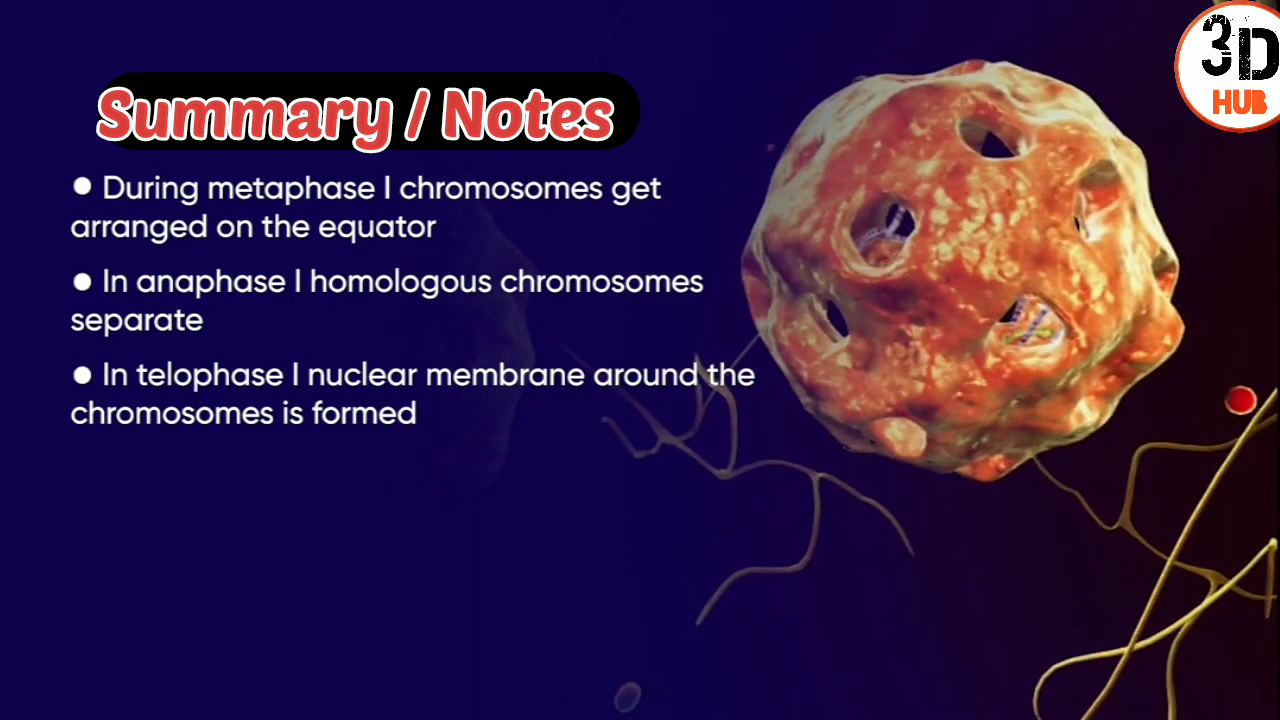 3D
HUB
Summary / Notes
● During metaphase I chromosomes get
arranged on the equator
● In anaphase I homologous chromosomes
separate
● In telophase I nuclear membrane around the
chromosomes is formed